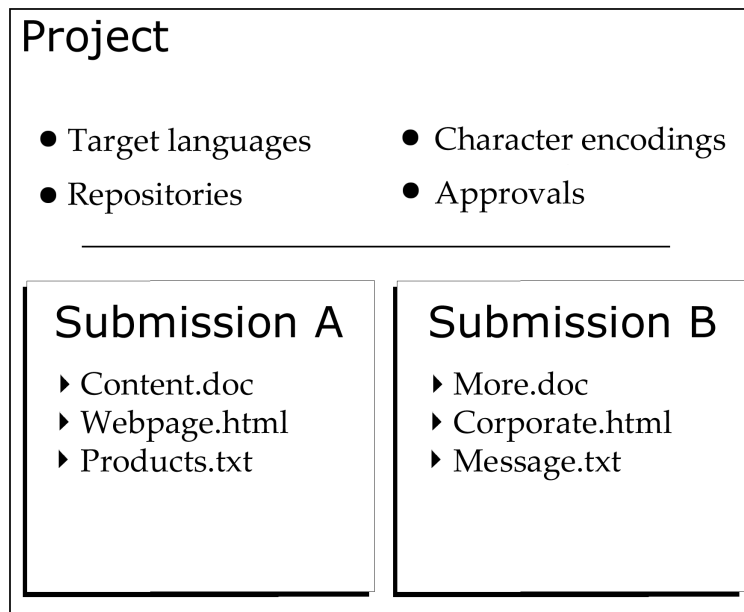 Project
Target languages
Character encodings
Repositories
Approvals
Submission A
Content.doc
Webpage.html
Products.txt
Submission B
More.doc
Corporate.html
Message.txt